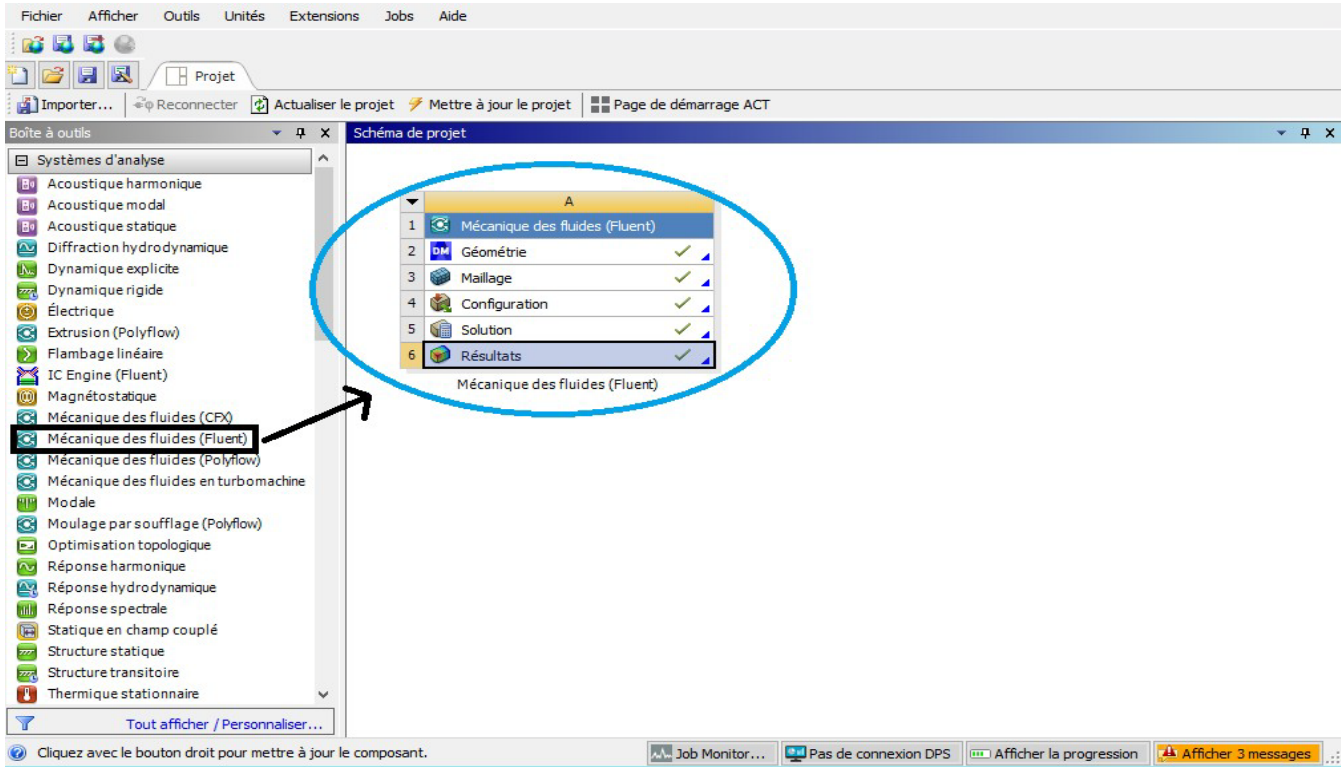 Fichier Afficher Outils Unités Extensions Jobs Aide
Projet
Importer... Reconnecter Actualiser le projet Mettre à jour le projet Page de démarrage ACT
Boîte à outils
Schéma de projet
Systèmes d'analyse
Acoustique harmonique
Acoustique modal
Acoustique statique
Diffraction hydrodynamique
Dynamique explicite
Dynamique rigide
Électrique
Extrusion (Polyflow)
Flambage linéaire
IC Engine (Fluent)
Magnétostatique
Mécanique des fluides (CFX)
Mécanique des fluides (Fluent)
Mécanique des fluides (Polyflow)
Mécanique des fluides en turbomachine
Modale
Moulage par soufflage (Polyflow)
Optimisation topologique
Réponse harmonique
Réponse hydrodynamique
Réponse spectrale
Statique en champ couplé
Structure statique
Structure transitoire
Thermique stationnaire
Tout afficher / Personnaliser...
A
1 Mécanique des fluides (Fluent)
2 DM Géométrie
3 Maillage
4 Configuration
5 Solution
6 Résultats
Mécanique des fluides (Fluent)
Cliquez avec le bouton droit pour mettre à jour le composant.
Job Monitor... Pas de connexion DPS Afficher la progression Afficher 3 messages